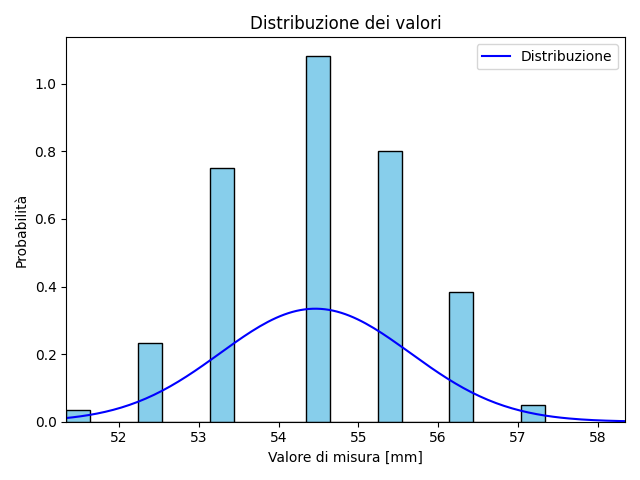 Distribuzione dei valori
Distribuzione
Probabilità
1.0
0.8
0.6
0.4
0.2
0.0
52 53 54 55 56 57 58
Valore di misura [mm]